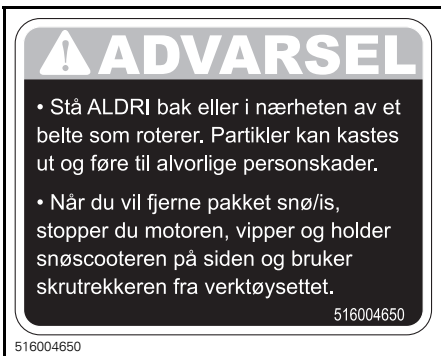 ADVARSEL
• Stå ALDRI bak eller i nærheten av et
belte som roterer. Partikler kan kastes
ut og føre til alvorlige personskader.
• Når du vil fjerne pakket snø/is,
stopper du motoren, vipper og holder
snøscooteren på siden og bruker
skrutrekkeren fra verktøysettet.
516004650
516004650